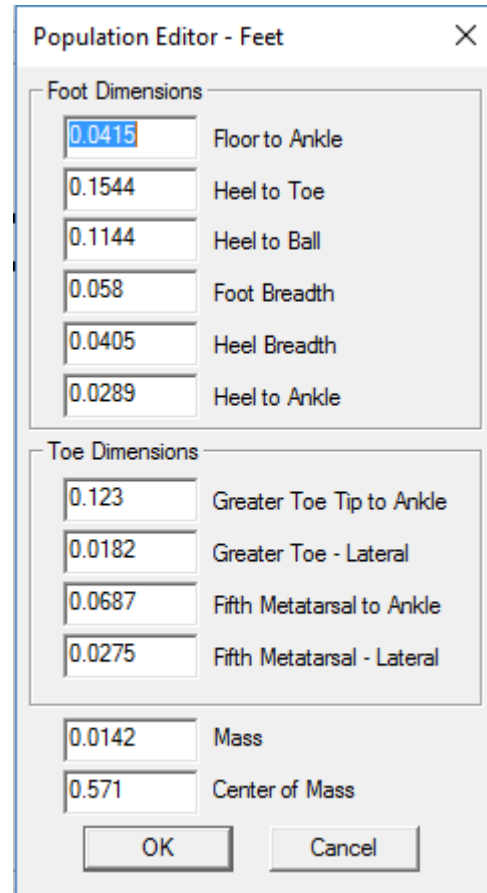 Population Editor - Feet
Foot Dimensions
0.0415 Floor to Ankle
0.1544 Heel to Toe
0.1144 Heel to Ball
0.058 Foot Breadth
0.0405 Heel Breadth
0.0289 Heel to Ankle
Toe Dimensions
0.123 Greater Toe Tip to Ankle
0.0182 Greater Toe - Lateral
0.0687 Fifth Metatarsal to Ankle
0.0275 Fifth Metatarsal - Lateral
0.0142 Mass
0.571 Center of Mass
OK Cancel